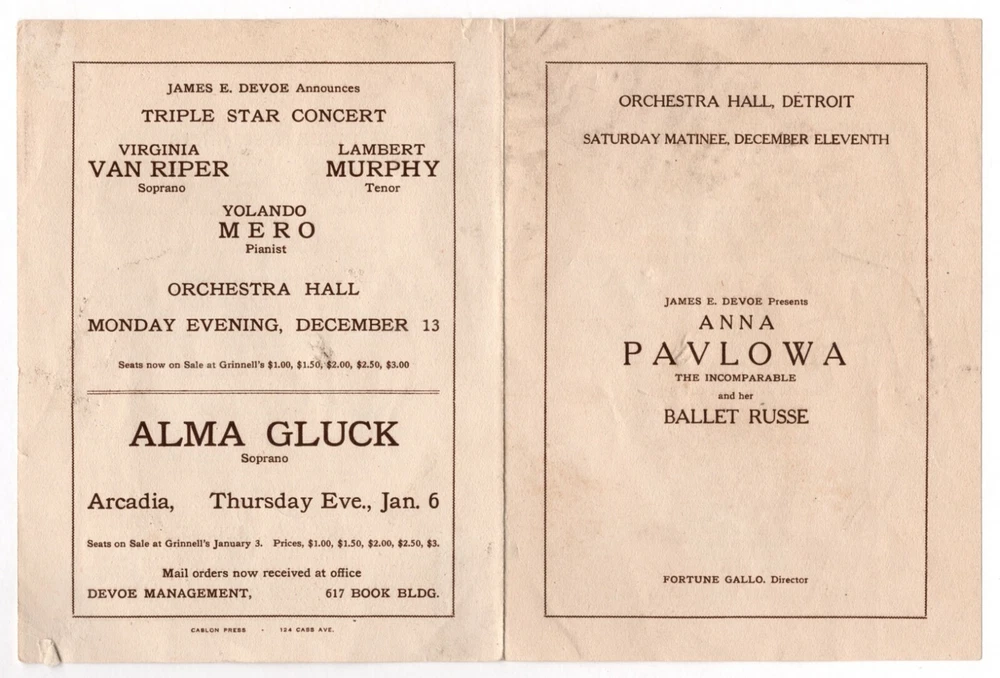 JAMES E. DEVOE Announces
TRIPLE STAR CONCERT
VIRGINIA
VAN RIPER
Soprano
LAMBERT
MURPHY
Tenor
YOLANDO
MERO
Pianist
ORCHESTRA HALL
MONDAY EVENING, DECEMBER 13
Seats now on Sale at Grinnell's $1.00, $1.50, $2.00, $2.50, $3.00
ALMA GLUCK
Soprano
Arcadia, Thursday Eve., Jan. 6
Seats on Sale at Grinnell's January 3. Prices, $1.00, $1.50, $2.00, $2.50, $3.
Mail orders now received at office
DEVOE MANAGEMENT, 617 BOOK BLDG.
CASLON PRESS - 124 CASS AVE.
ORCHESTRA HALL, DETROIT
SATURDAY MATINEE, DECEMBER ELEVENTH
JAMES E. DEVOE Presents
ANNA
PAVLOWA
THE INCOMPARABLE
and her
BALLET RUSSE
FORTUNE GALLO. Director